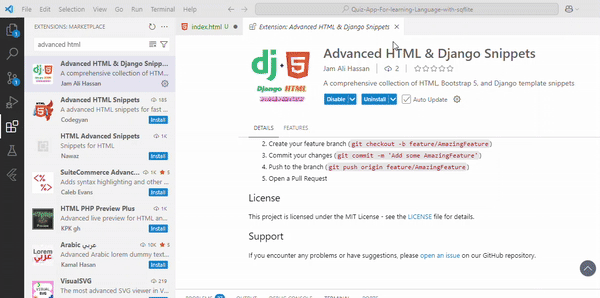 File
Edit
Quiz-App-For-learning-Language-with-sqflite
EXTENSIONS: MARKETPLACE
index.html U
Extension: Advanced HTML & Django Snippets
advanced html
Advanced HTML & Django Snipp...
A comprehensive collection of HTM...
Jam Ali Hassan
Advanced HTML Snippets 185
A advanced HTML snippets for fast ...
Codegyan Install
HTML Advanced Snippets 1K
Snippets for HTML
Nawaz Install
SuiteCommerce Advanc... 1K 5
Adds syntax highlighting and other ...
Caleb Evans Install
HTML PHP Preview Plus 1K
Advanced live preview for HTML an...
KPK gh Install
Arabic عربي 10K 5
Advanced Arabic lorem dummy text...
Kamal Hasan Install
VisualSVG 219
The most advanced SVG viewer in V...
dj
5
Django HTML
Advanced HTML & Django Snippets
Jam Ali Hassan 2
A comprehensive collection of HTML, Bootstrap 5, and Django template snippets
Disable Uninstall Auto Update
DETAILS FEATURES
2. Create your feature branch (git checkout -b feature/AmazingFeature)
3. Commit your changes (git commit -m 'Add some AmazingFeature')
4. Push to the branch (git push origin feature/AmazingFeature)
5. Open a Pull Request
License
This project is licensed under the MIT License - see the LICENSE file for details.
Support
If you encounter any problems or have suggestions, please open an issue on our GitHub repository.